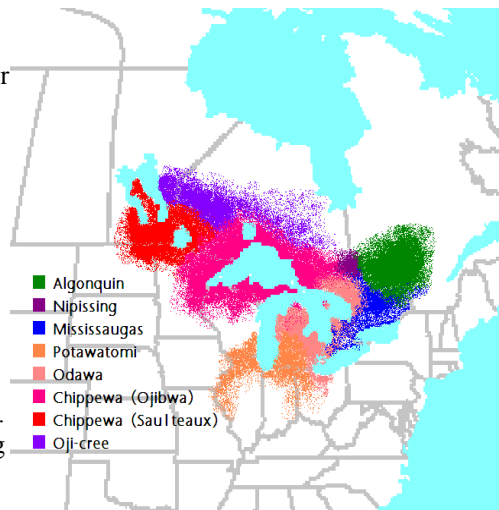 r
Algonquin
Nipissing
Mississaugas
Potawatomi
Odawa
Chippewa (Ojibwa)
Chippewa (Saulteaux)
Oji-cree
g